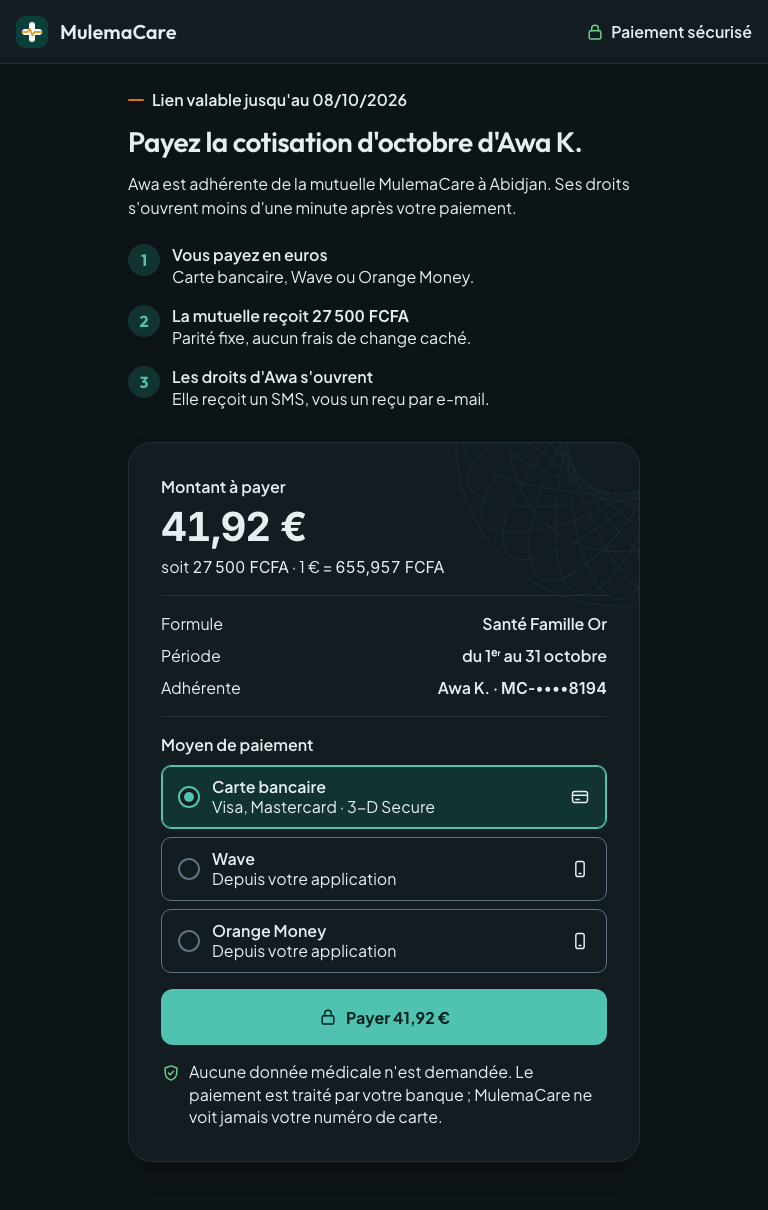 MulemaCare
Paiement sécurisé
Lien valable jusqu'au 08/10/2026
Payez la cotisation d'octobre d'Awa K.
Awa est adhérente de la mutuelle MulemaCare à Abidjan. Ses droits
s'ouvrent moins d'une minute après votre paiement.
1
Vous payez en euros
Carte bancaire, Wave ou Orange Money.
2
La mutuelle reçoit 27 500 FCFA
Parité fixe, aucun frais de change caché.
3
Les droits d'Awa s'ouvrent
Elle reçoit un SMS, vous un reçu par e-mail.
Montant à payer
41,92 €
soit 27 500 FCFA · 1 € = 655,957 FCFA
Formule
Santé Famille Or
Période
du 1er au 31 octobre
Adhérente
Awa K. · MC-••••8194
Moyen de paiement
Carte bancaire
Visa, Mastercard · 3-D Secure
Wave
Depuis votre application
Orange Money
Depuis votre application
Payer 41,92 €
Aucune donnée médicale n'est demandée. Le
paiement est traité par votre banque ; MulemaCare ne
voit jamais votre numéro de carte.